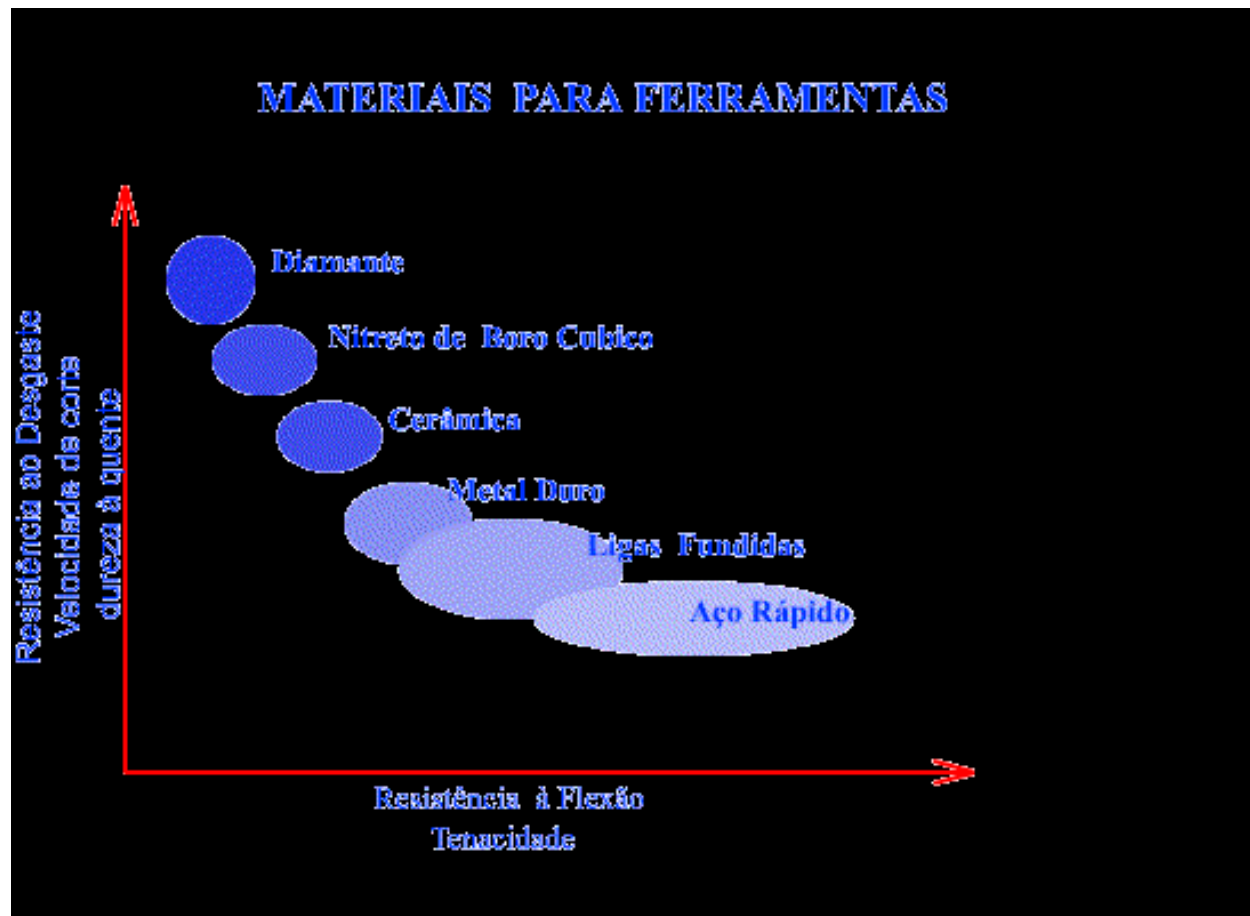 MATERIAIS PARA FERRAMENTAS
Diamante
Nitreto de Boro Cubico
Cerâmica
Metal Duro
Ligas Fundidas
Aço Rápido
Resistência ao Desgaste
Velocidade de corte
dureza à quente
Resistência à Flexão
Tenacidade